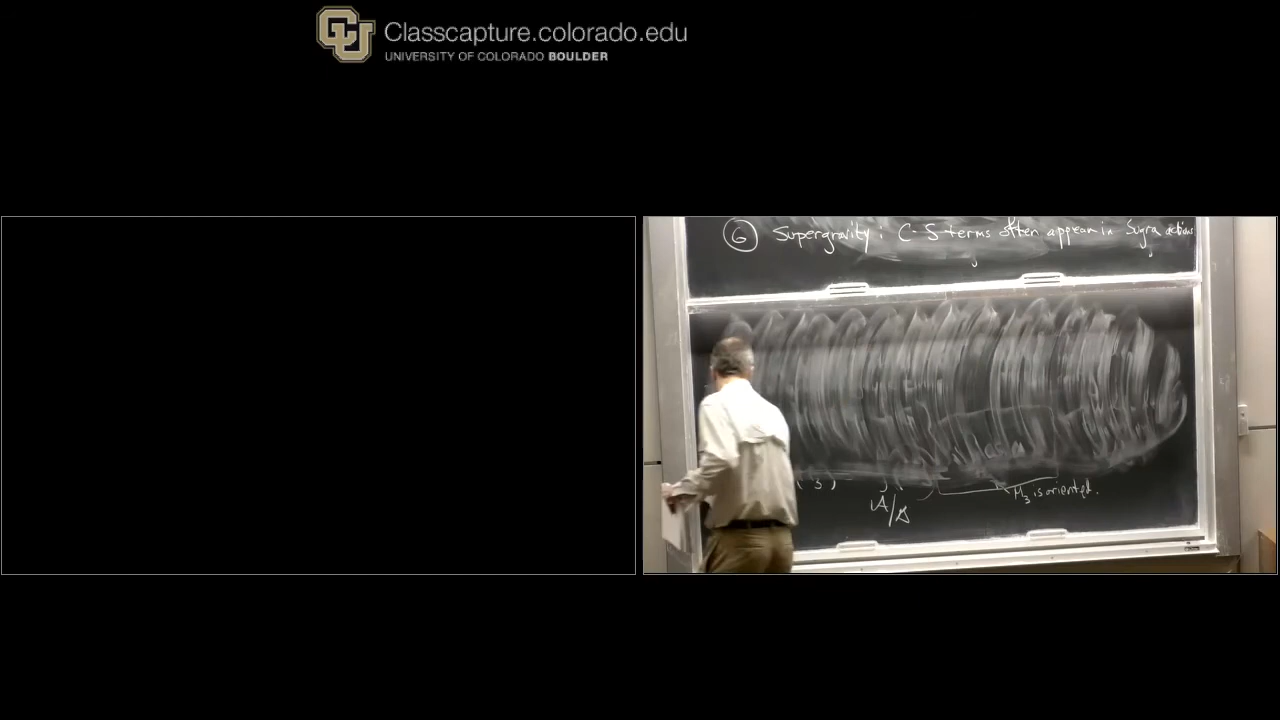 Classcapture.colorado.edu
UNIVERSITY OF COLORADO BOULDER
6 Supergravity: C-S terms often appear in Sugra actions
A/G
M3 is oriented.